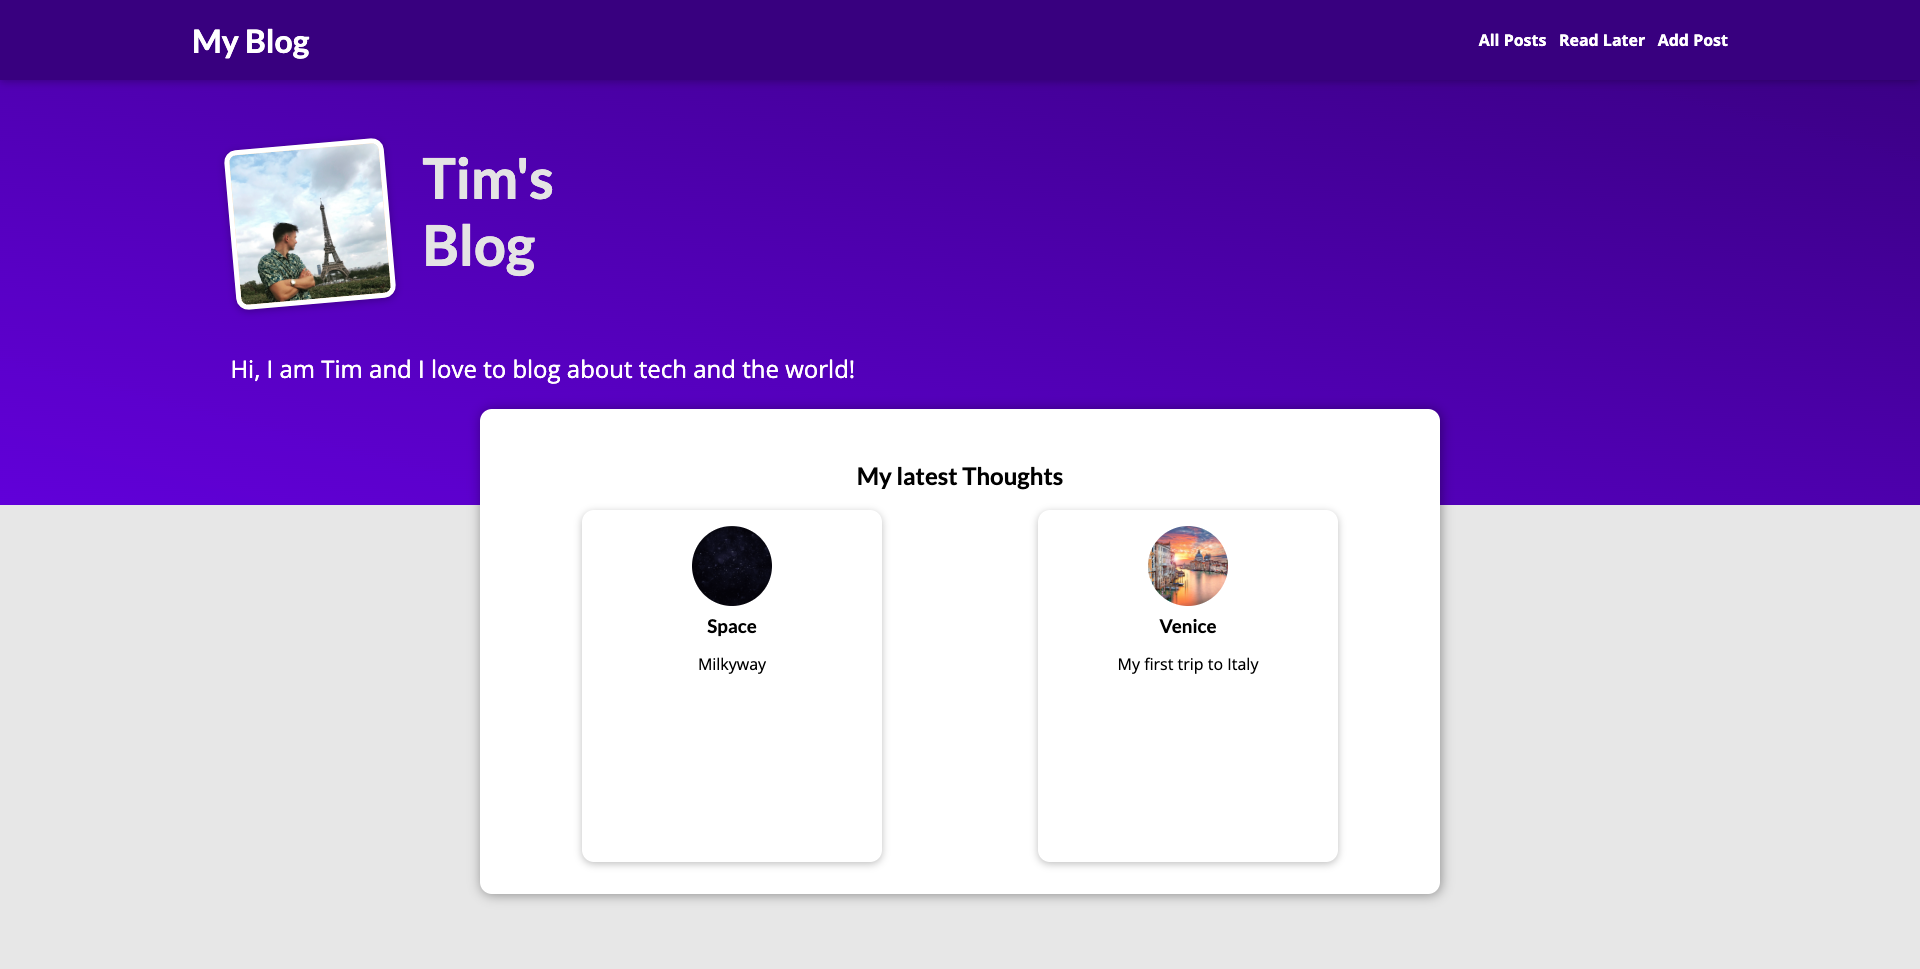 My Blog
All Posts Read Later Add Post
Tim's
Blog
Hi, I am Tim and I love to blog about tech and the world!
My latest Thoughts
Space
Milkyway
Venice
My first trip to Italy